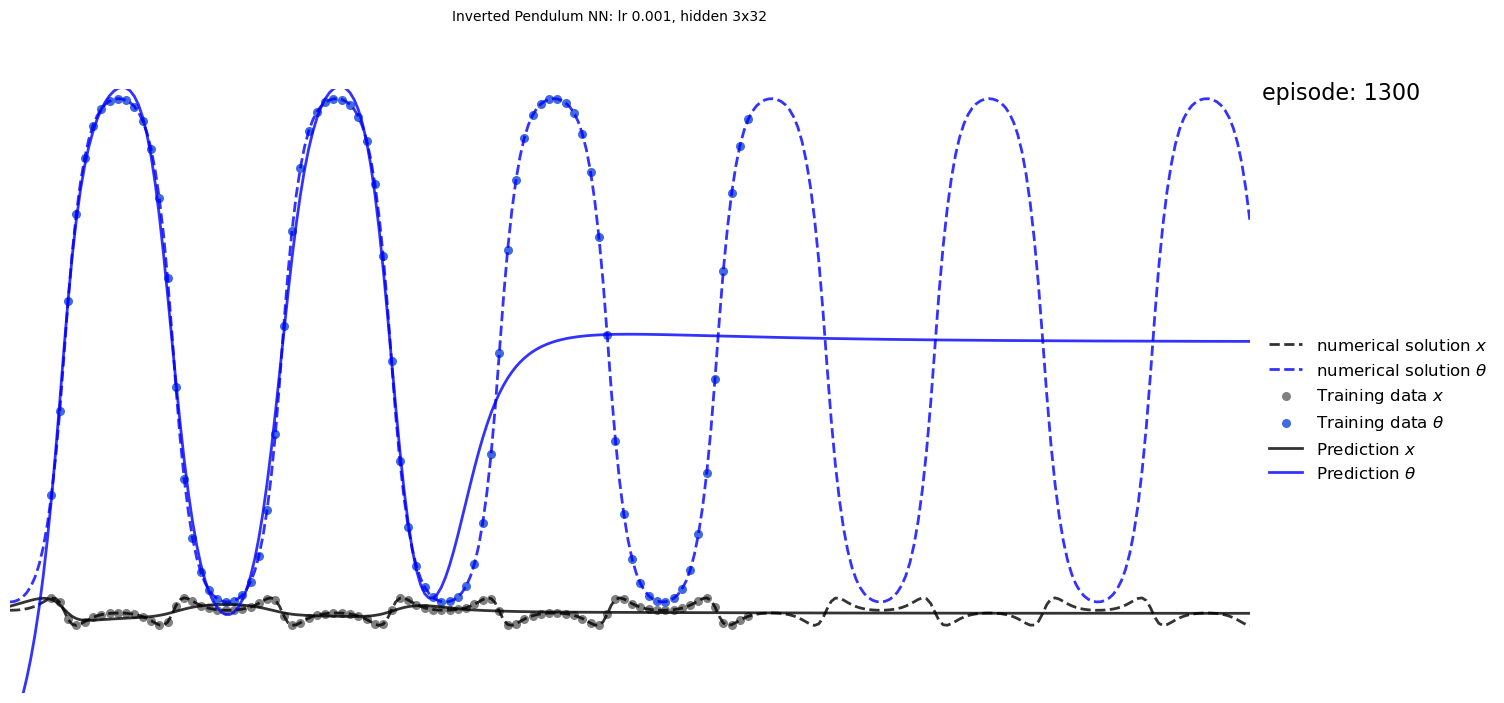 Inverted Pendulum NN: lr 0.001, hidden 3x32
episode: 1300
numerical solution x
numerical solution θ
Training data x
Training data θ
Prediction x
Prediction θ